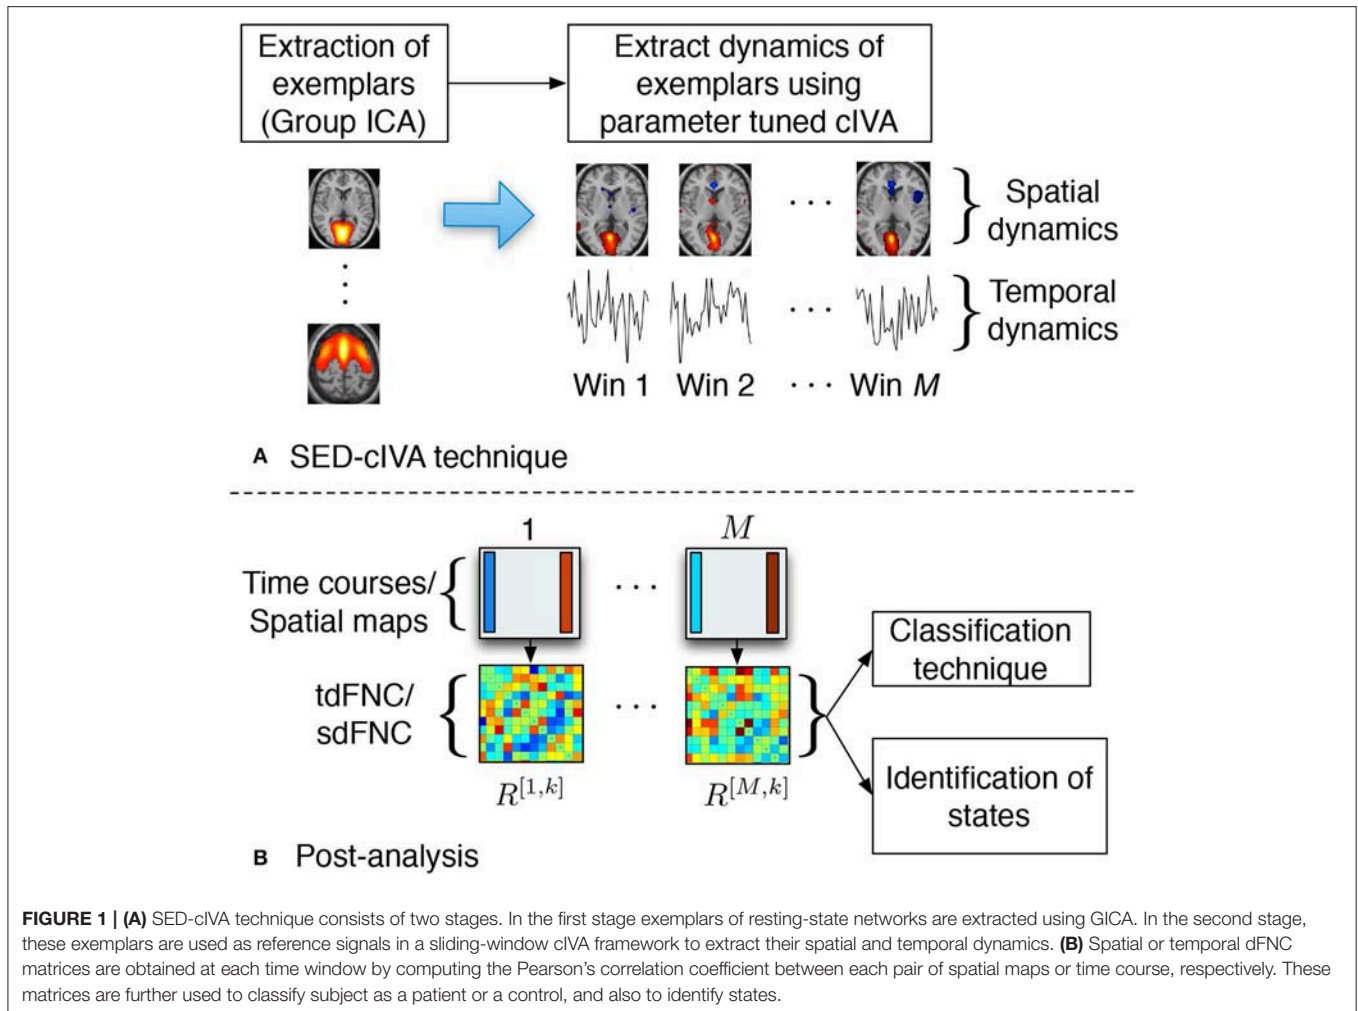 Extraction of
exemplars
(Group ICA)
Extract dynamics of
exemplars using
parameter tuned cIVA
Spatial
dynamics
Temporal
dynamics
Win 1
Win 2
Win M
A SED-cIVA technique
1
M
Time courses/
Spatial maps
tdFNC/
sdFNC
R^{[1,k]}
R^{[M,k]}
Classification
technique
Identification of
states
B Post-analysis
FIGURE 1 | (A) SED-cIVA technique consists of two stages. In the first stage exemplars of resting-state networks are extracted using GICA. In the second stage,
these exemplars are used as reference signals in a sliding-window cIVA framework to extract their spatial and temporal dynamics. (B) Spatial or temporal dFNC
matrices are obtained at each time window by computing the Pearson's correlation coefficient between each pair of spatial maps or time course, respectively. These
matrices are further used to classify subject as a patient or a control, and also to identify states.